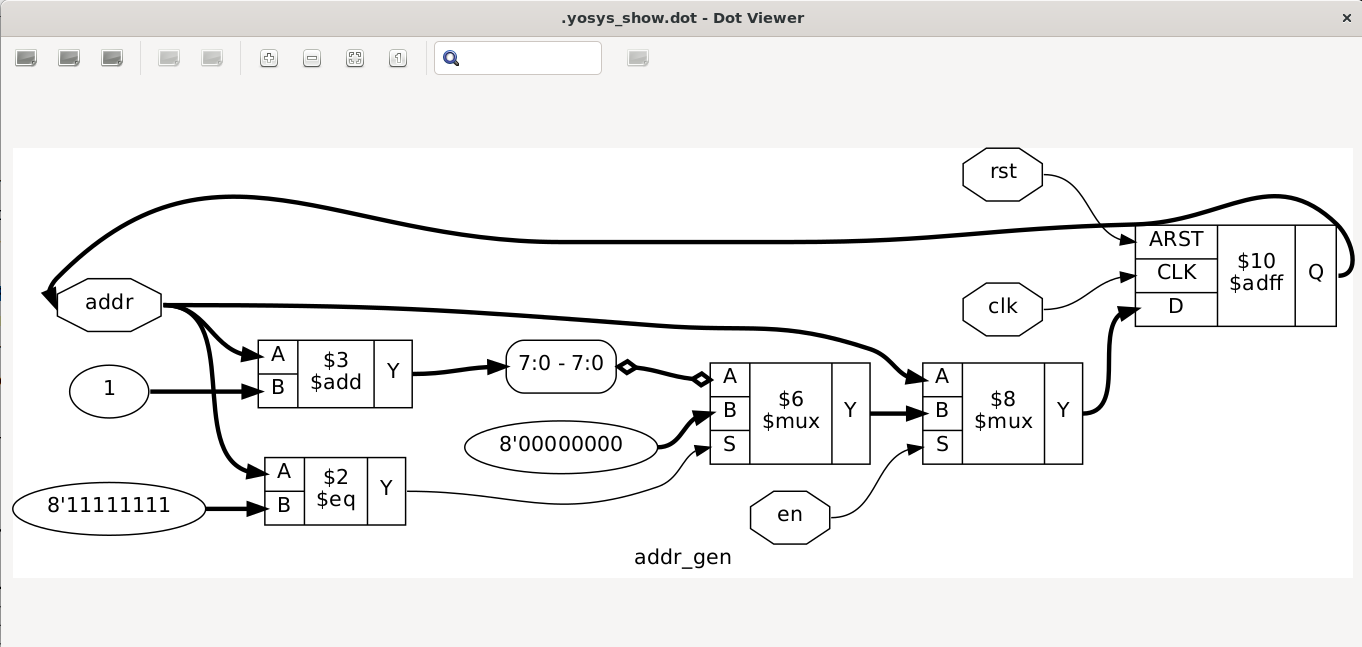 .yosys_show.dot - Dot Viewer
1
rst
ARST
CLK
D
$10
$adff
Q
clk
addr
A
B
$3
$add
Y
1
7:0 - 7:0
A
B
S
$6
$mux
Y
A
B
S
$8
$mux
Y
8'00000000
A
B
$2
$eq
Y
8'11111111
en
addr_gen